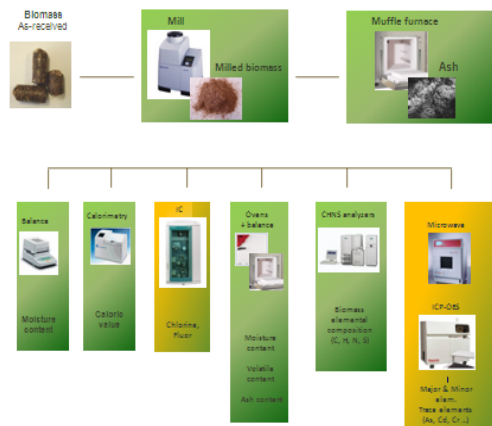 Biomass
As-received
Mill
Milled biomass
Muffle furnace
Ash
Balance
Moisture
content
Calorimetry
Caloric
value
IC
Chlorine,
Fluor
Ovens
+ balance
Moisture
content
Volatile
content
Ash content
CHNS analyzers
Biomass
elemental
composition
(C, H, N, S)
Microwave
ICP-OES
Major & Minor
elem.
Trace elements
(As, Cd, Cr...)